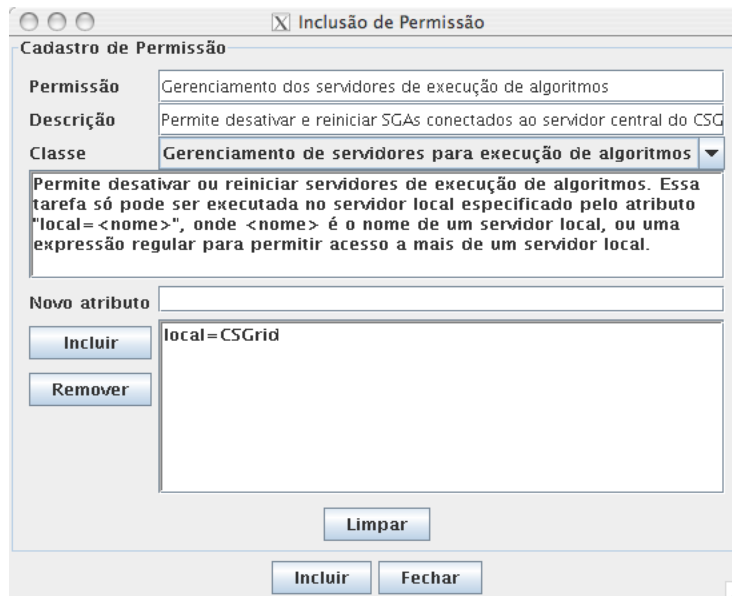 Inclusão de Permissão
Cadastro de Permissão
Permissão Gerenciamento dos servidores de execução de algoritmos
Descrição Permite desativar e reiniciar SGAs conectados ao servidor central do CSG
Classe Gerenciamento de servidores para execução de algoritmos
Permite desativar ou reiniciar servidores de execução de algoritmos. Essa
tarefa só pode ser executada no servidor local especificado pelo atributo
"local=<nome>", onde <nome> é o nome de um servidor local, ou uma
expressão regular para permitir acesso a mais de um servidor local.
Novo atributo
Incluir local=CSGrid
Remover
Limpar
Incluir Fechar